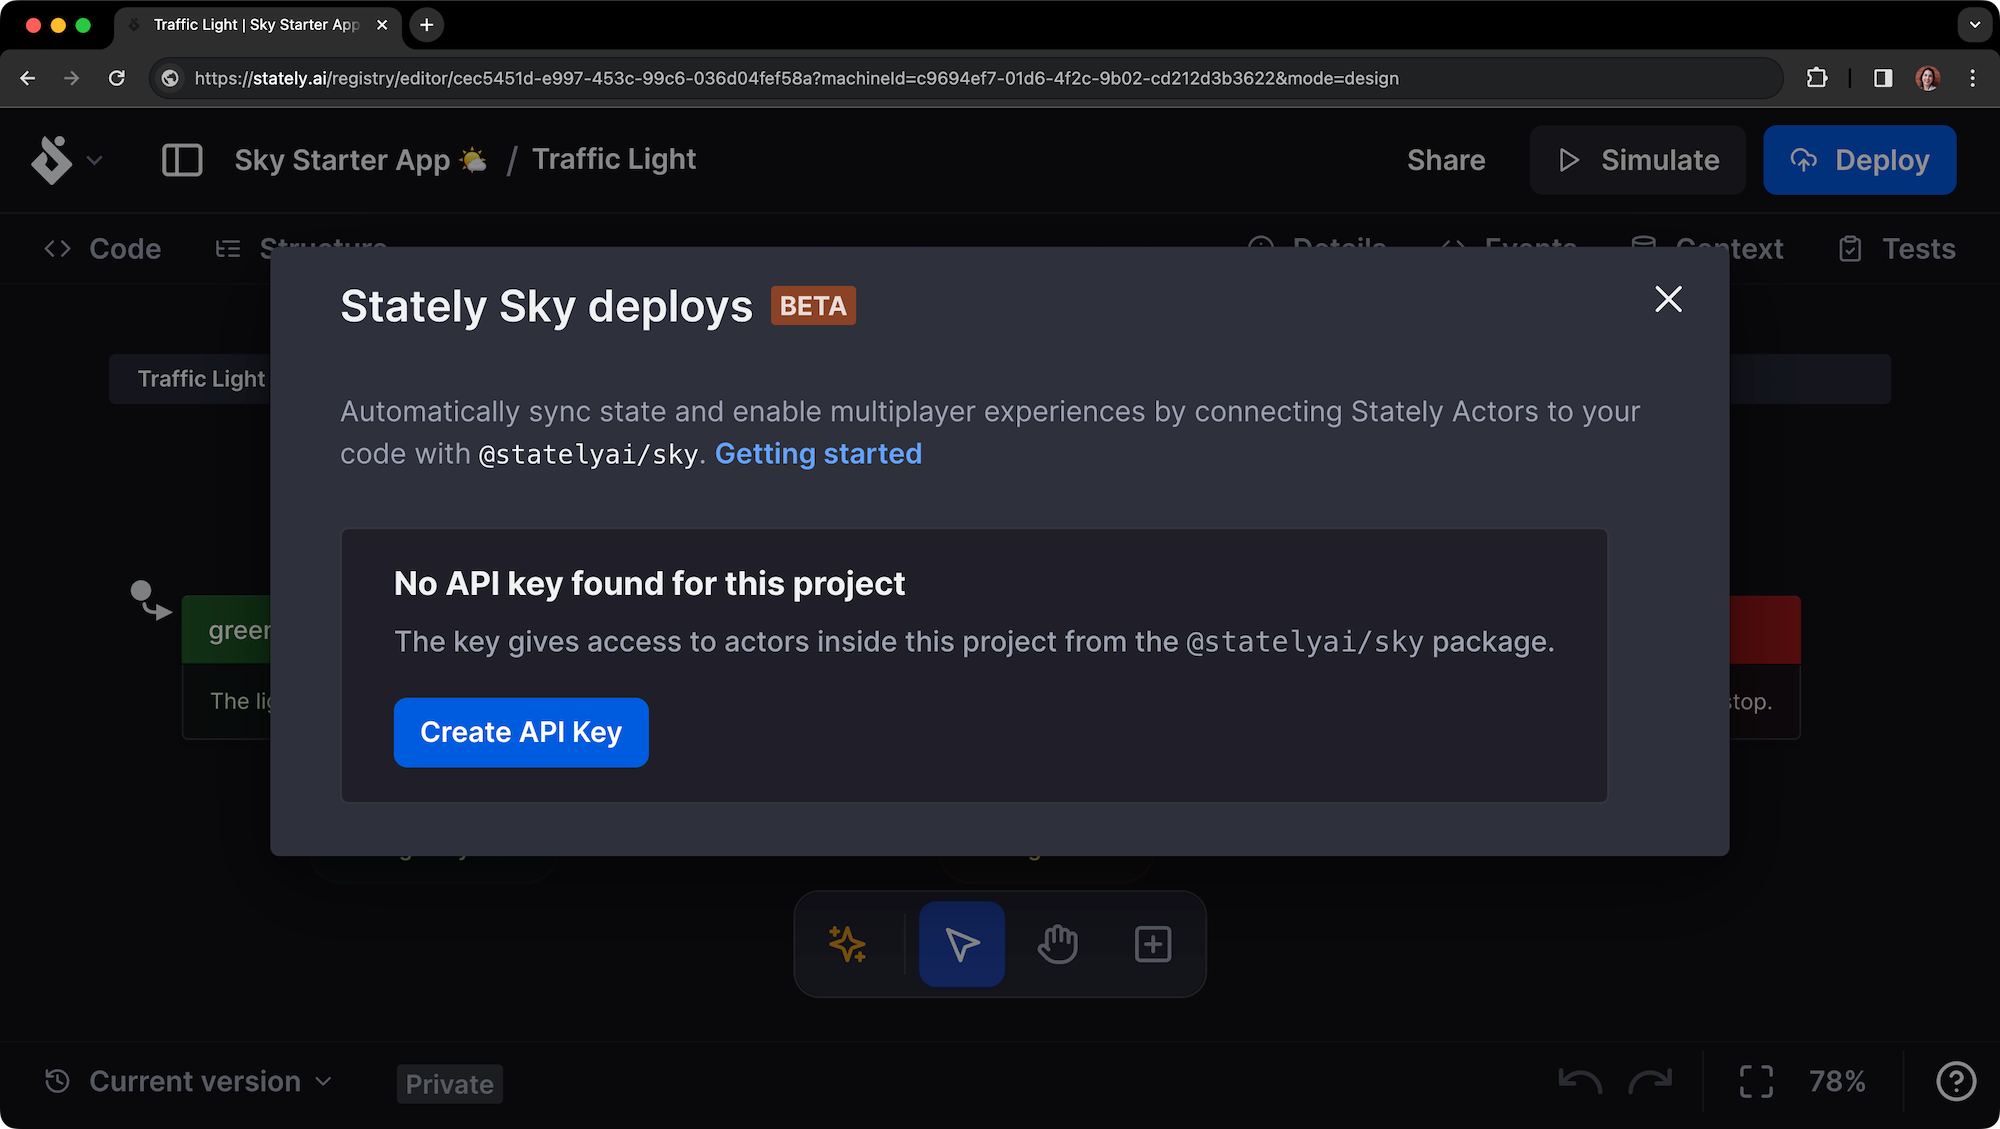 Traffic Light | Sky Starter App
https://stately.ai/registry/editor/cec5451d-e997-453c-99c6-036d04fef58a?machineId=c9694ef7-01d6-4f2c-9b02-cd212d3b3622&mode=design
Sky Starter App / Traffic Light
Share
Simulate
Deploy
Code
Structure
Details
Events
Context
Tests
Stately Sky deploys BETA
Traffic Light
Automatically sync state and enable multiplayer experiences by connecting Stately Actors to your
code with @statelyai/sky. Getting started
No API key found for this project
The key gives access to actors inside this project from the @statelyai/sky package.
green
The
stop.
Create API Key
Current version
Private
78%